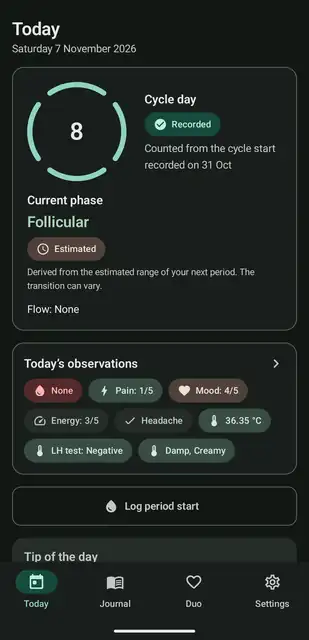 Today
Saturday 7 November 2026
8
Cycle day
Recorded
Counted from the cycle start
recorded on 31 Oct
Current phase
Follicular
Estimated
Derived from the estimated range of your next period. The
transition can vary.
Flow: None
Today’s observations
None
Pain: 1/5
Mood: 4/5
Energy: 3/5
Headache
36.35 °C
LH test: Negative
Damp, Creamy
Log period start
Tip of the day
Today
Journal
Duo
Settings